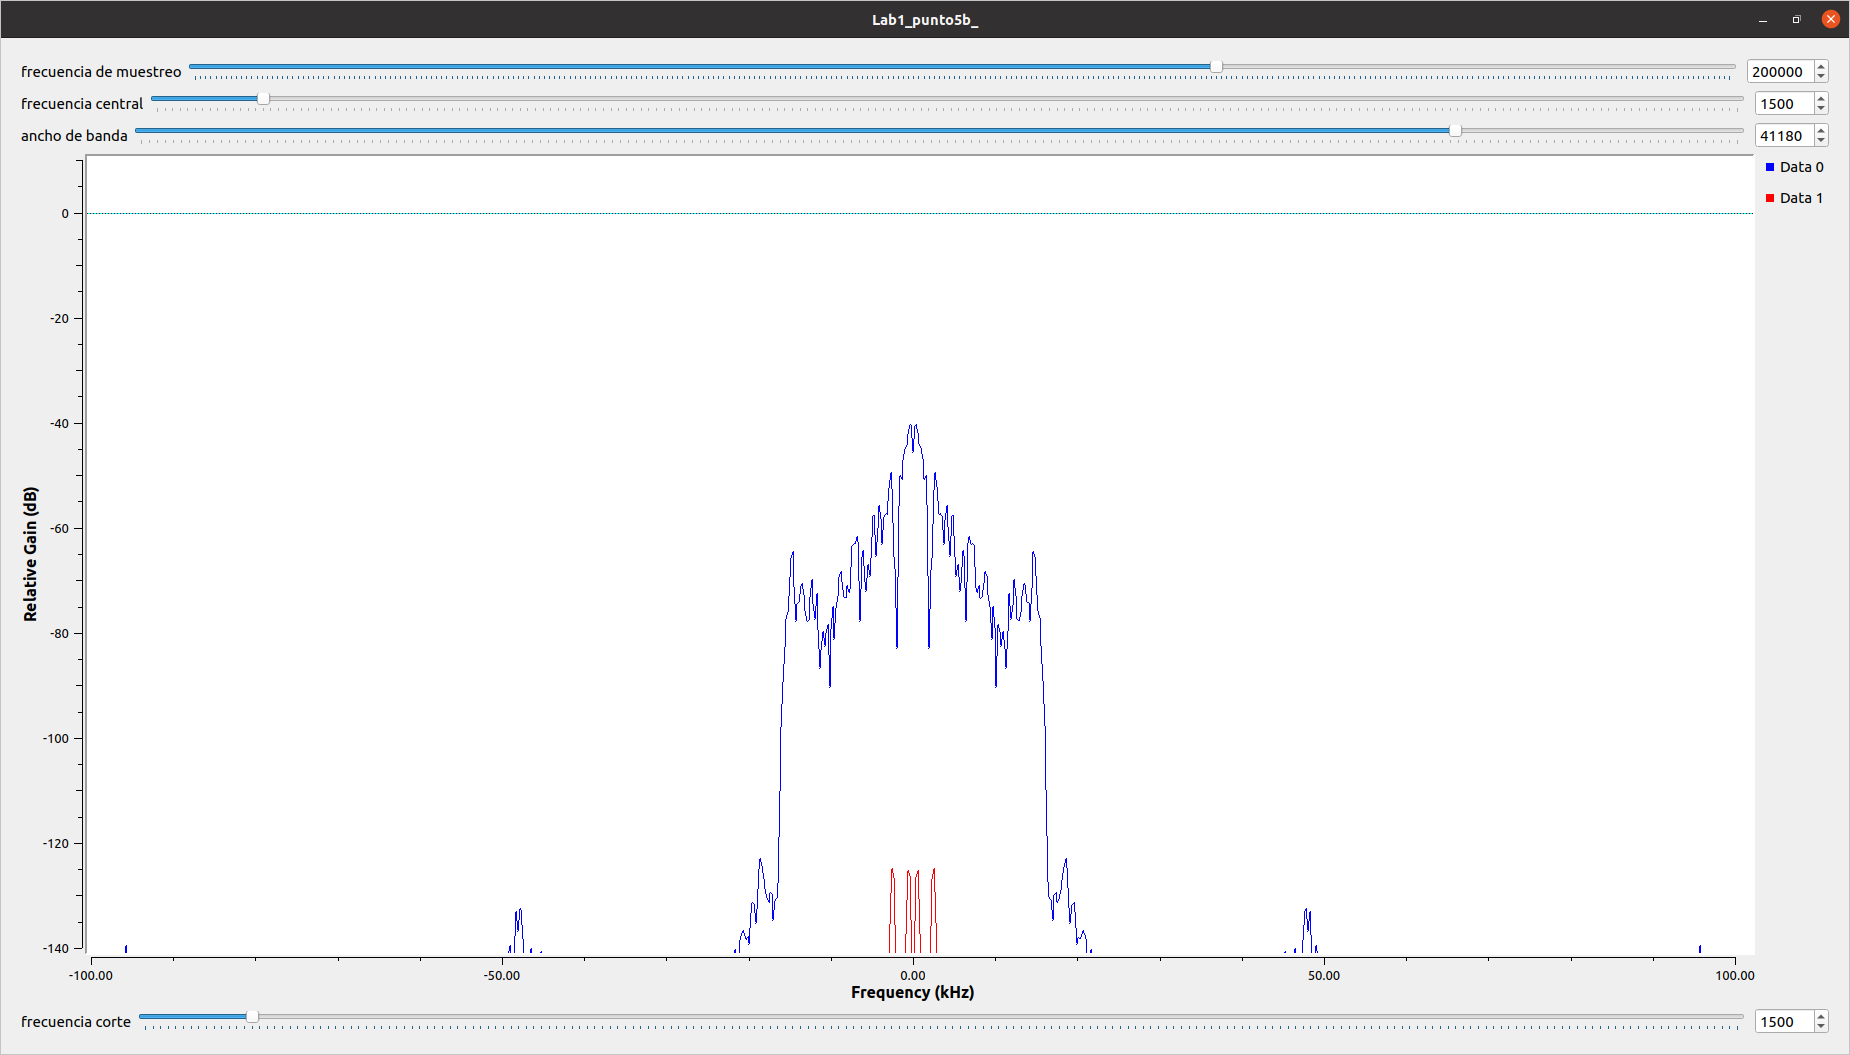 Lab1_punto5b_
frecuencia de muestreo 200000
frecuencia central 1500
ancho de banda 41180
Data 0
Data 1
0
-20
-40
-60
-80
-100
-120
-140
Relative Gain (dB)
-100.00 -50.00 0.00 50.00 100.00
Frequency (kHz)
frecuencia corte 1500